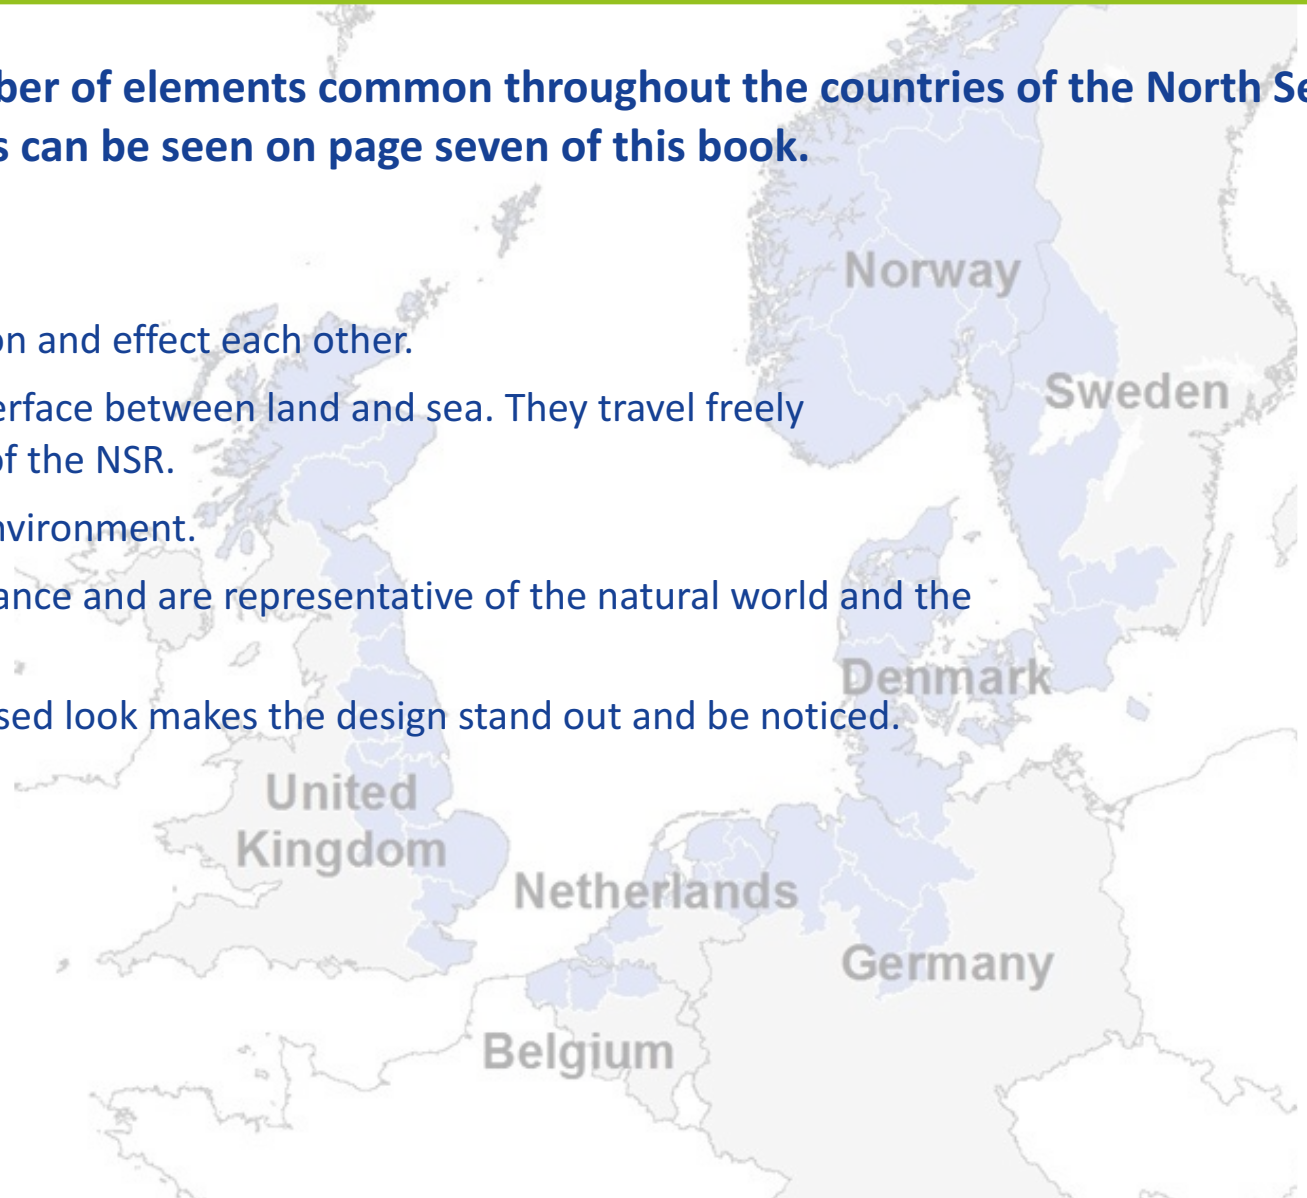 ber of elements common throughout the countries of the North Se
s can be seen on page seven of this book.
Norway
on and effect each other.
Sweden
erface between land and sea. They travel freely
of the NSR.
nvironment.
ance and are representative of the natural world and the
Denmark
sed look makes the design stand out and be noticed.
United
Kingdom
Netherlands
Germany
Belgium